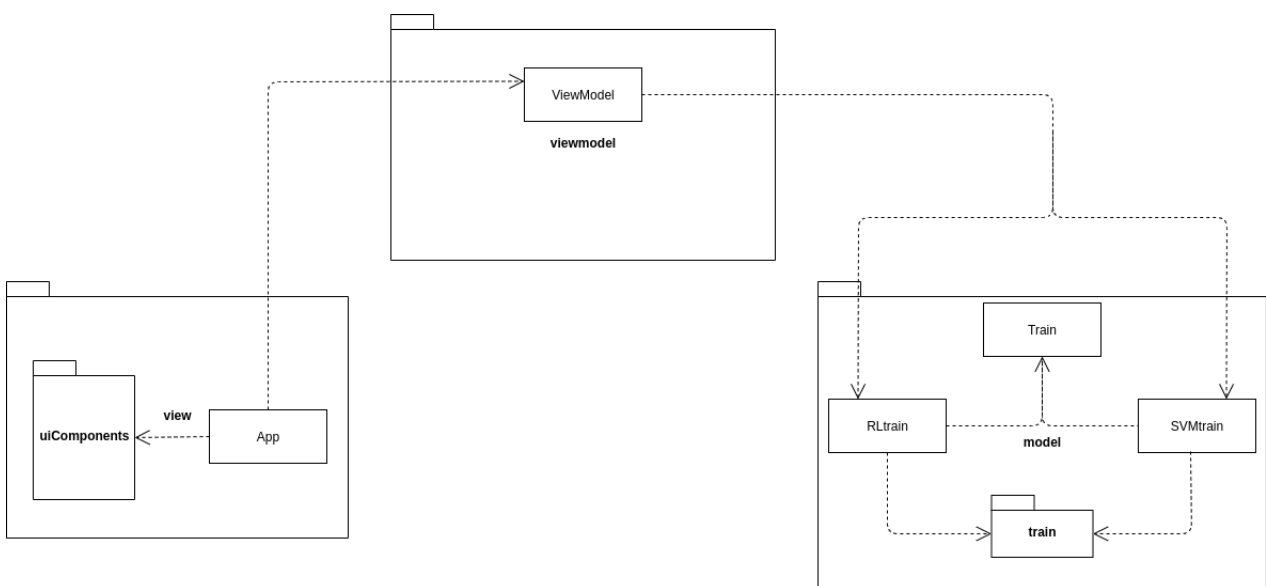 ViewModel
viewmodel
Train
view
uiComponents
App
RLtrain
SVMtrain
model
train